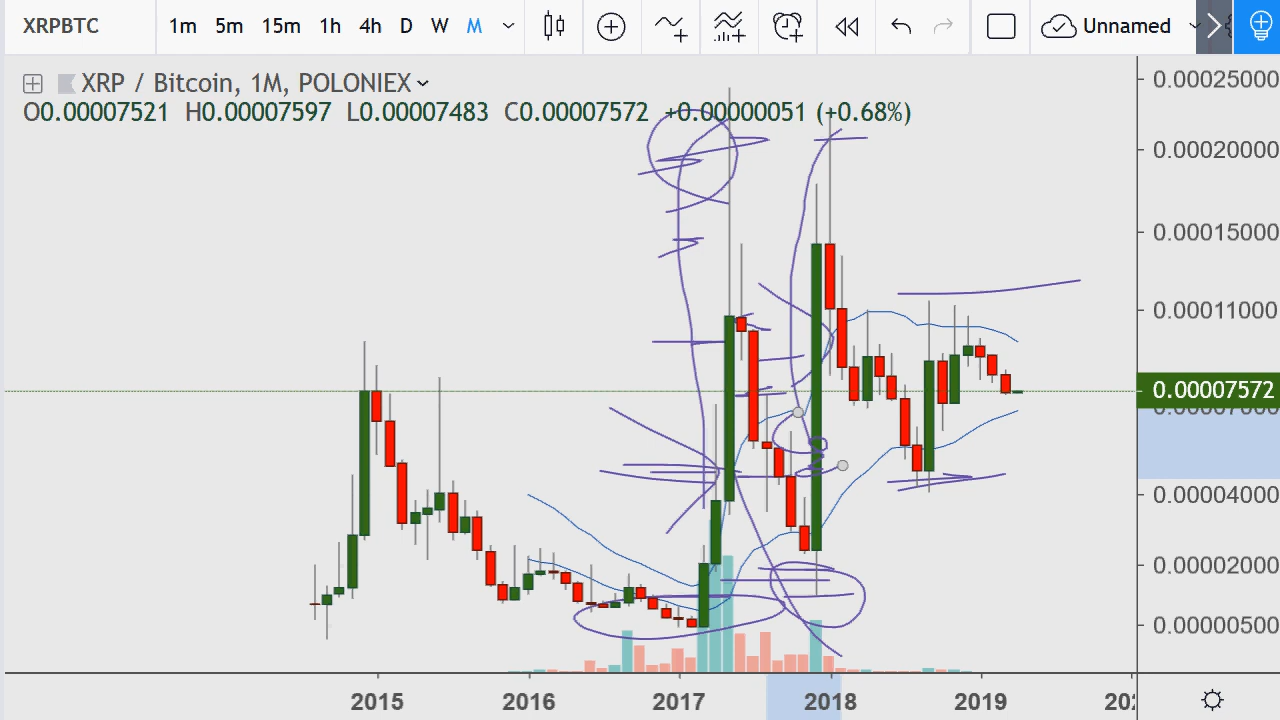 XRPBTC 1m 5m 15m 1h 4h D W M Unnamed
XRP / Bitcoin, 1M, POLONIEX
O0.00007521 H0.00007597 L0.00007483 C0.00007572 +0.00000051 (+0.68%)
0.00025000
0.00020000
0.00015000
0.00011000
0.00007572
0.00007000
0.00004000
0.00002000
0.00000500
2015 2016 2017 2018 2019